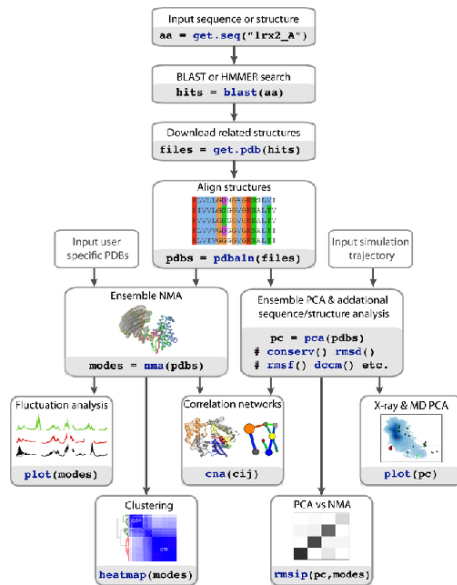 Input sequence or structure
aa = get.seq("1rx2_A")
BLAST or HMMER search
hits = blast(aa)
Download related structures
files = get.pdb(hits)
Align structures
pdbs = pdbaln(files)
Input user
specific PDBs
Input simulation
trajectory
Ensemble NMA
modes = nma(pdbs)
Ensemble PCA & addational
sequence/structure analysis
pc = pca(pdbs)
# conserv() rmsd()
# rmsf() dccm() etc.
Fluctuation analysis
plot(modes)
Correlation networks
cna(cij)
X-ray & MD PCA
plot(pc)
Clustering
heatmap(modes)
PCA vs NMA
rmsip(pc,modes)